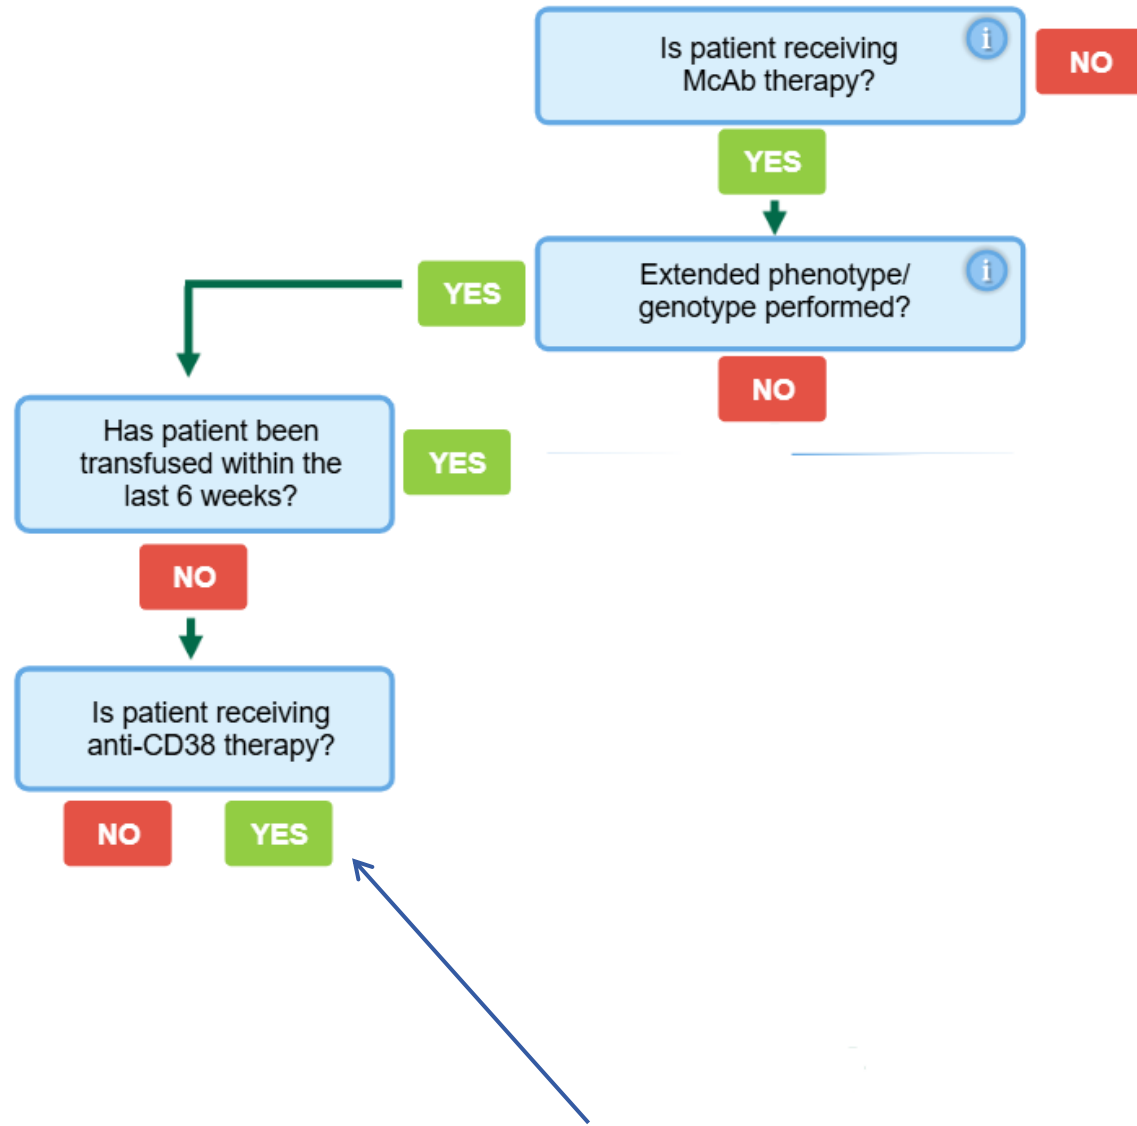 Is patient receiving
McAb therapy?
i
NO
YES
Extended phenotype/
genotype performed?
i
YES
NO
Has patient been
transfused within the
last 6 weeks?
YES
NO
Is patient receiving
anti-CD38 therapy?
NO
YES